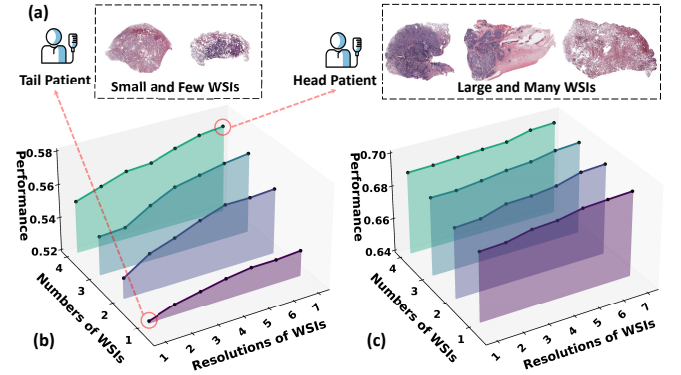 (a)
Tail Patient
Small and Few WSIs
Head Patient
Large and Many WSIs
Performance
0.58
0.56
0.54
0.52
4
3
2
1
Numbers of WSIs
1
2
3
4
5
6
7
Resolutions of WSIs
(b)
Performance
0.70
0.68
0.66
0.64
4
3
2
1
Numbers of WSIs
1
2
3
4
5
6
7
Resolutions of WSIs
(c)